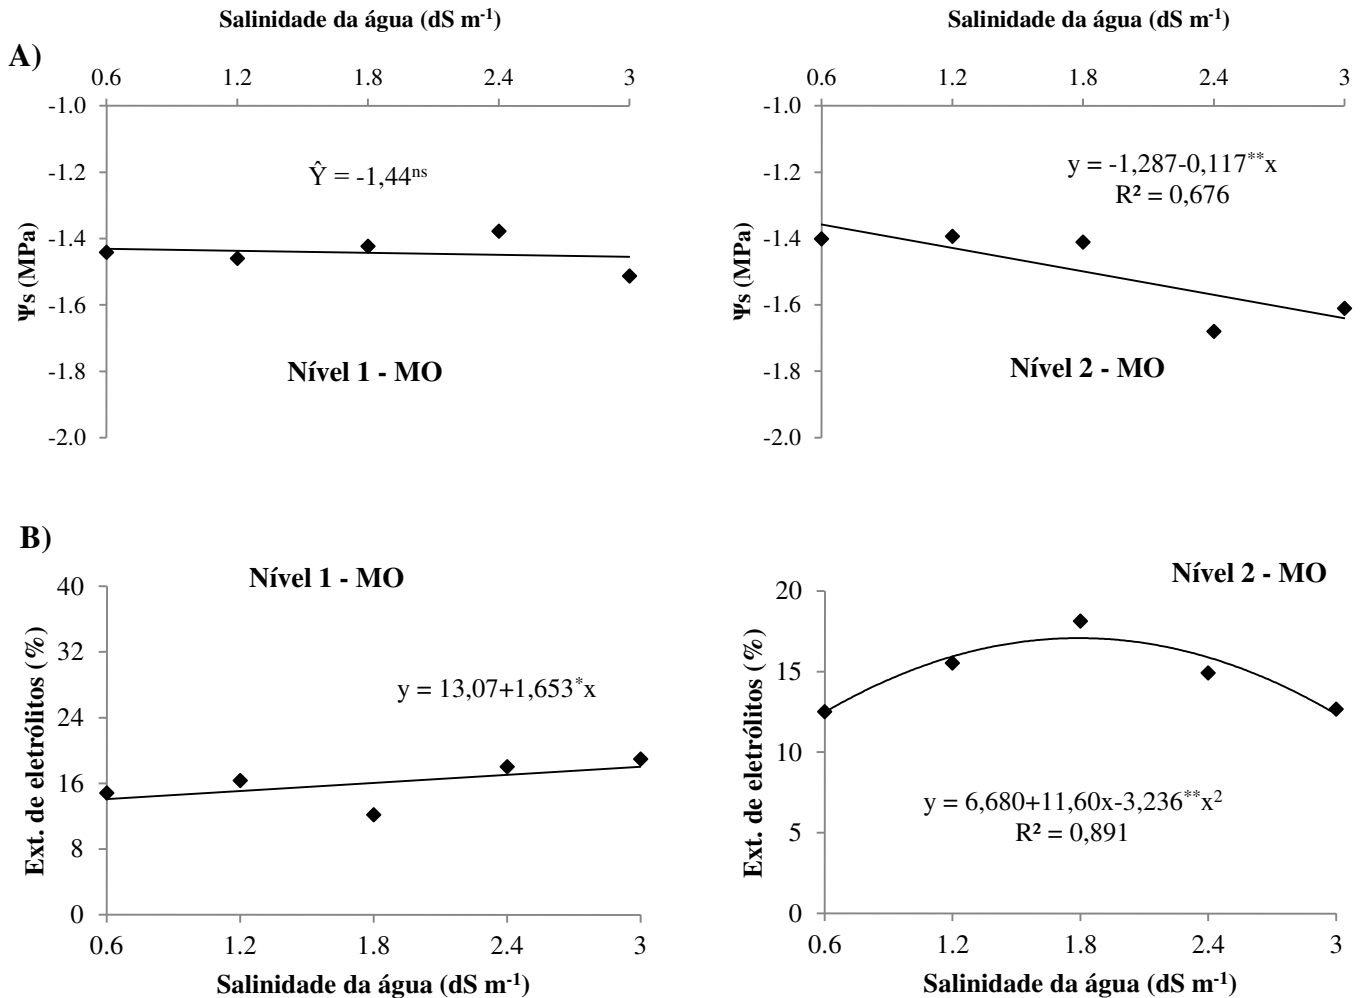 Salinidade da água (dS m⁻¹)
Salinidade da água (dS m⁻¹)
A)
0.6 1.2 1.8 2.4 3
-1.0
-1.2
-1.4
-1.6
-1.8
-2.0
Ψs (MPa)
Ŷ = -1,44ⁿˢ
Nível 1 - MO
0.6 1.2 1.8 2.4 3
-1.0
-1.2
-1.4
-1.6
-1.8
-2.0
Ψs (MPa)
y = -1,287-0,117**x
R² = 0,676
Nível 2 - MO
B)
Nível 1 - MO
40
32
24
16
8
0
Ext. de eletrólitos (%)
y = 13,07+1,653*x
0.6 1.2 1.8 2.4 3
Salinidade da água (dS m⁻¹)
Nível 2 - MO
20
15
10
5
0
Ext. de eletrólitos (%)
y = 6,680+11,60x-3,236**x²
R² = 0,891
0.6 1.2 1.8 2.4 3
Salinidade da água (dS m⁻¹)